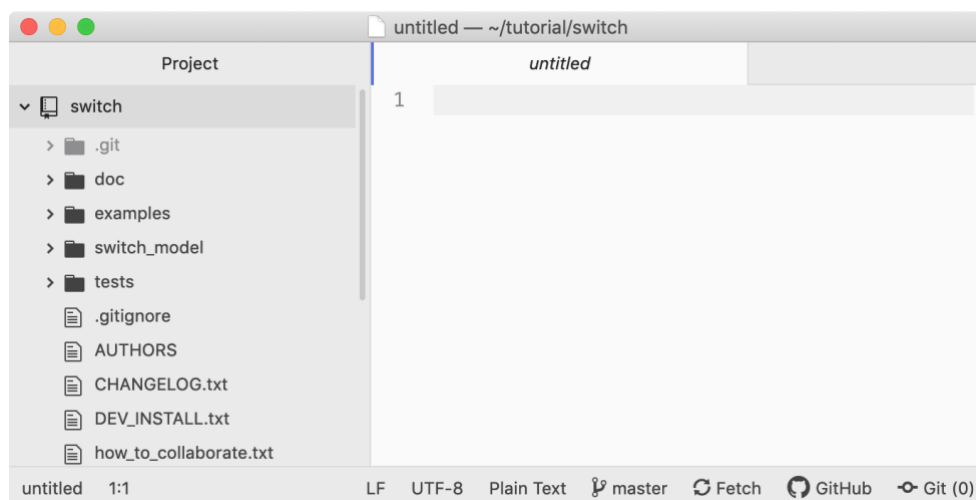 untitled — ~/tutorial/switch
Project
untitled
switch
1
.git
doc
examples
switch_model
tests
.gitignore
AUTHORS
CHANGELOG.txt
DEV_INSTALL.txt
how_to_collaborate.txt
untitled 1:1 LF UTF-8 Plain Text master Fetch GitHub Git (0)